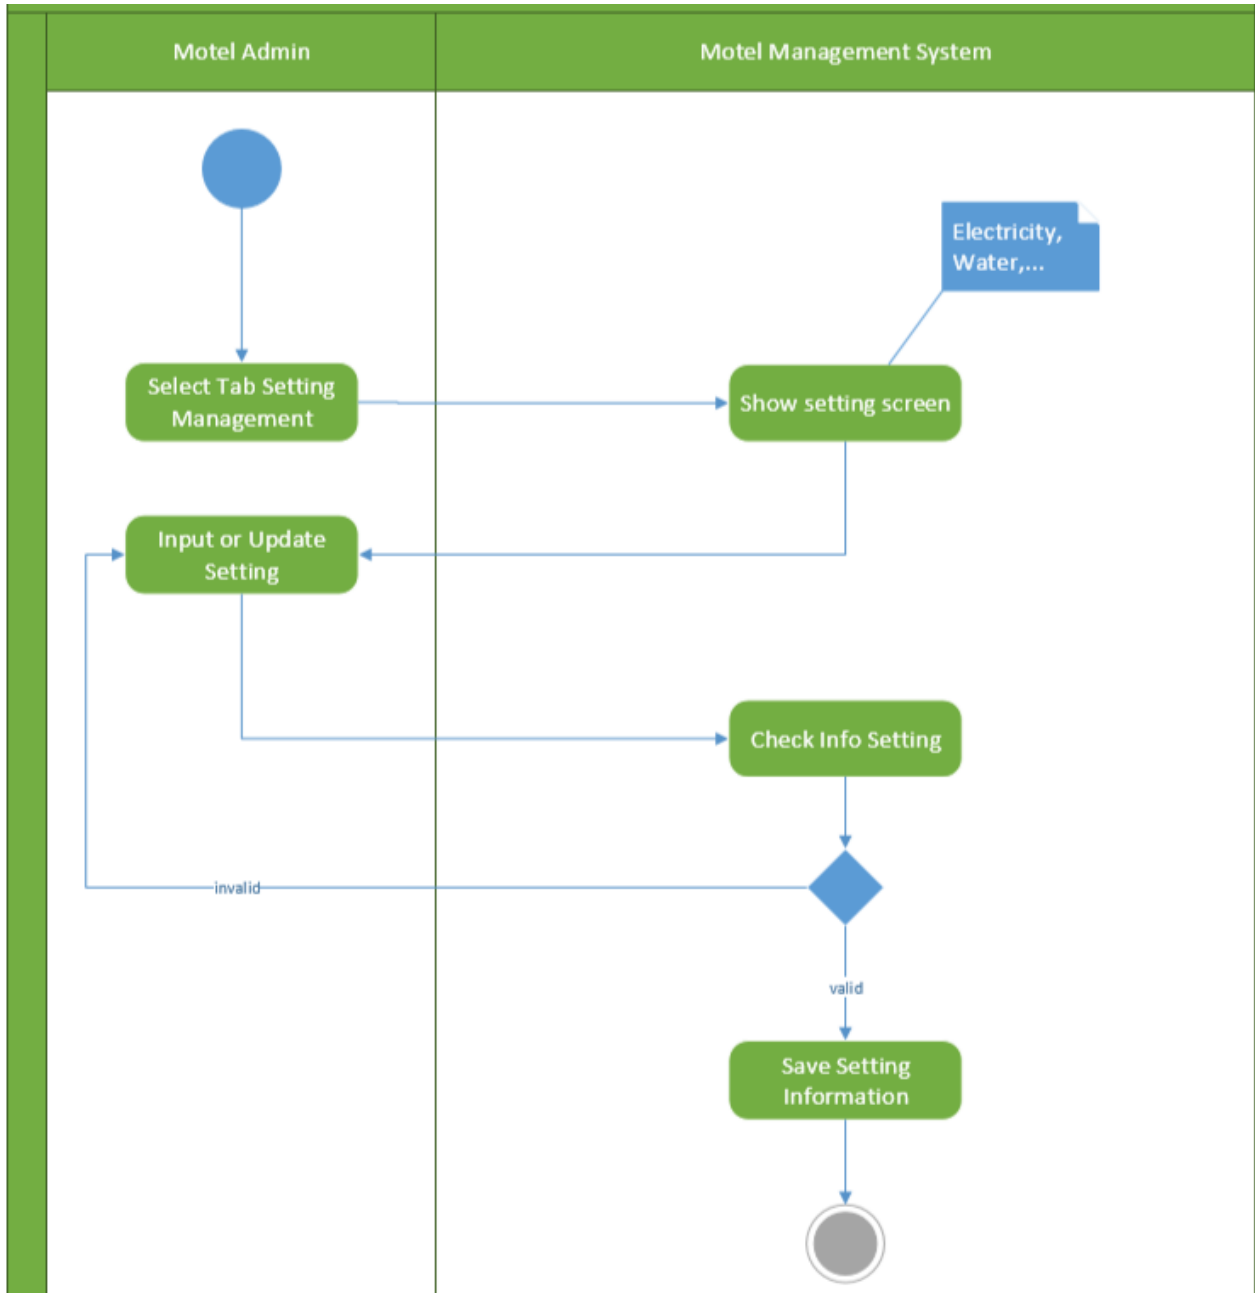 Motel Admin
Motel Management System
Electricity,
Water,...
Select Tab Setting
Management
Show setting screen
Input or Update
Setting
Check Info Setting
invalid
valid
Save Setting
Information